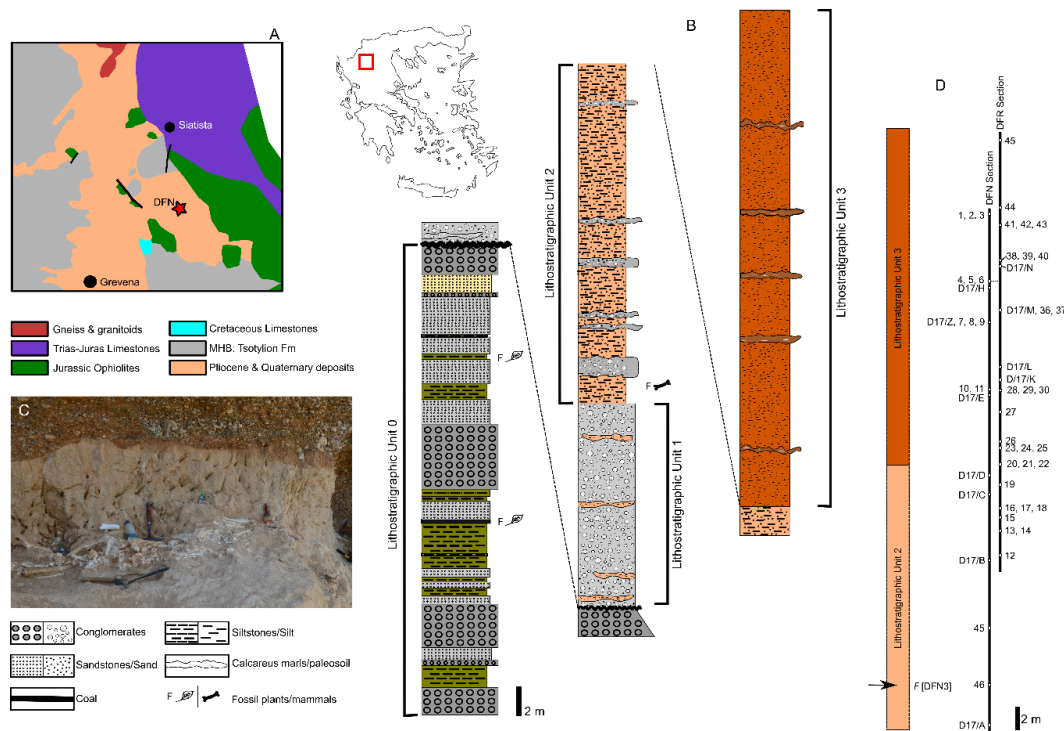 A
Siatista
DFN
Grevena
Gneiss & granitoids
Trias-Juras Limestones
Jurassic Ophiolites
Cretaceous Limestones
MHB: Tsotylion Fm
Pliocene & Quaternary deposits
C
Conglomerates
Sandstones/Sand
Coal
Siltstones/Silt
Calcareus marls/paleosoil
F
Fossil plants/mammals
B
Lithostratigraphic Unit 0
F
F
2 m
Lithostratigraphic Unit 2
F
Lithostratigraphic Unit 1
Lithostratigraphic Unit 3
D
Lithostratigraphic Unit 3
Lithostratigraphic Unit 2
F [DFN3]
DFN Section
1, 2, 3
4, 5, 6
D17/H
D17/Z, 7, 8, 9
10, 11
D17/E
D17/D
D17/C
D17/B
45
46
D17/A
DFR Section
45
44
41, 42, 43
38, 39, 40
D17/N
D17/M, 36, 37
D17/L
D/17/K
28, 29, 30
27
26
23, 24, 25
20, 21, 22
19
16, 17, 18
15
13, 14
12
2 m